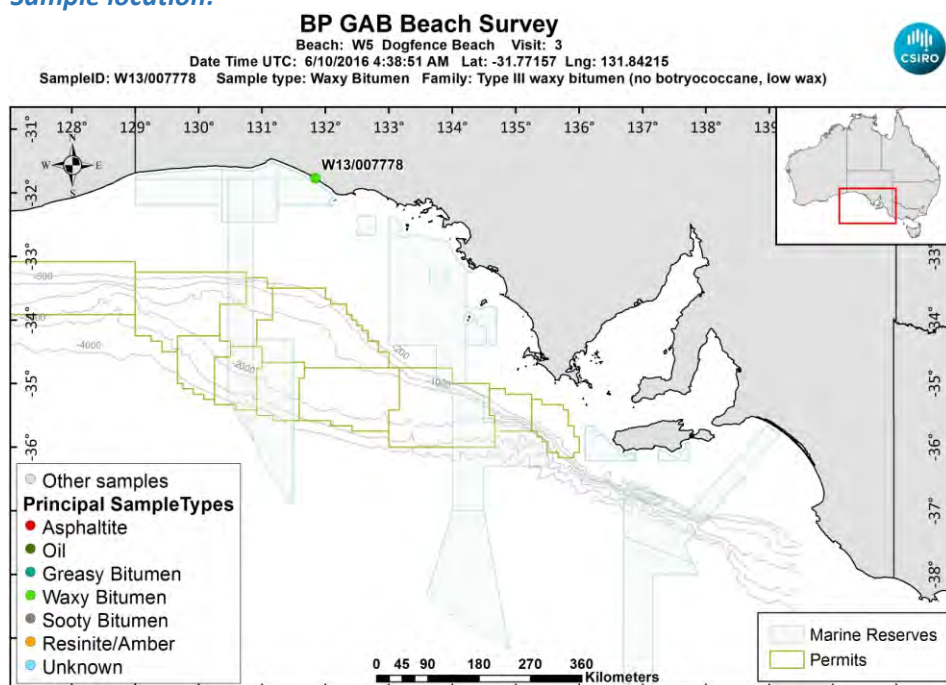 Sample location:
BP GAB Beach Survey
Beach: W5 Dogfence Beach Visit: 3
Date Time UTC: 6/10/2016 4:38:51 AM Lat: -31.77157 Lng: 131.84215
SampleID: W13/007778 Sample type: Waxy Bitumen Family: Type III waxy bitumen (no botryococcane, low wax)
CSIRO
128° 129° 130° 131° 132° 133° 134° 135° 136° 137° 138° 139
-31° -31°
N
W E
S
W13/007778
-32°
-33°
-34° -34°
-35° -35°
-36° -36°
-37°
-38°
-200
-4000
-2000
-1000
Other samples
Principal SampleTypes
Asphaltite
Oil
Greasy Bitumen
Waxy Bitumen
Sooty Bitumen
Resinite/Amber
Unknown
0 45 90 180 270 360
Kilometers
Marine Reserves
Permits